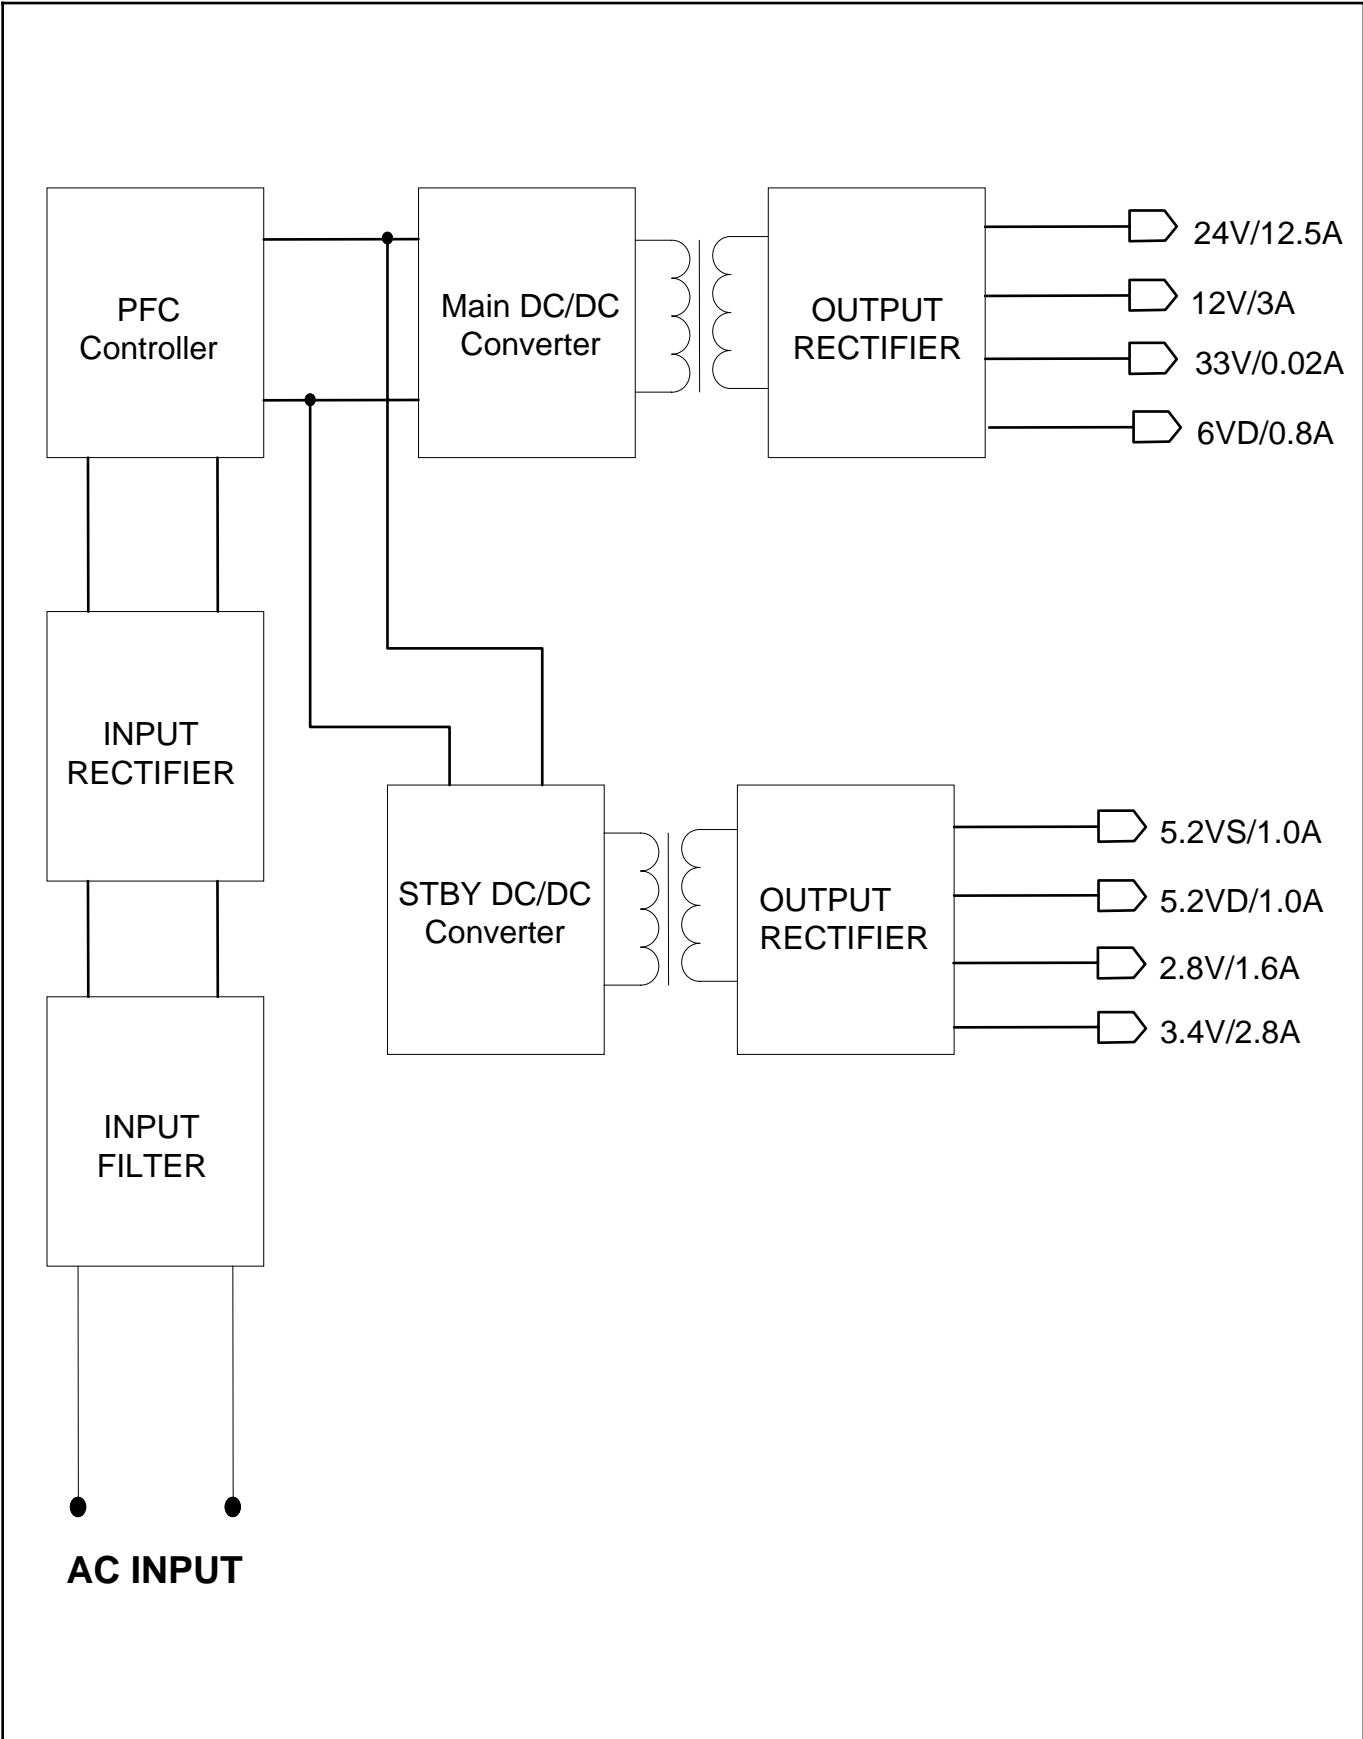 PFC
Controller
Main DC/DC
Converter
OUTPUT
RECTIFIER
24V/12.5A
12V/3A
33V/0.02A
6VD/0.8A
INPUT
RECTIFIER
STBY DC/DC
Converter
OUTPUT
RECTIFIER
5.2VS/1.0A
5.2VD/1.0A
2.8V/1.6A
3.4V/2.8A
INPUT
FILTER
AC INPUT